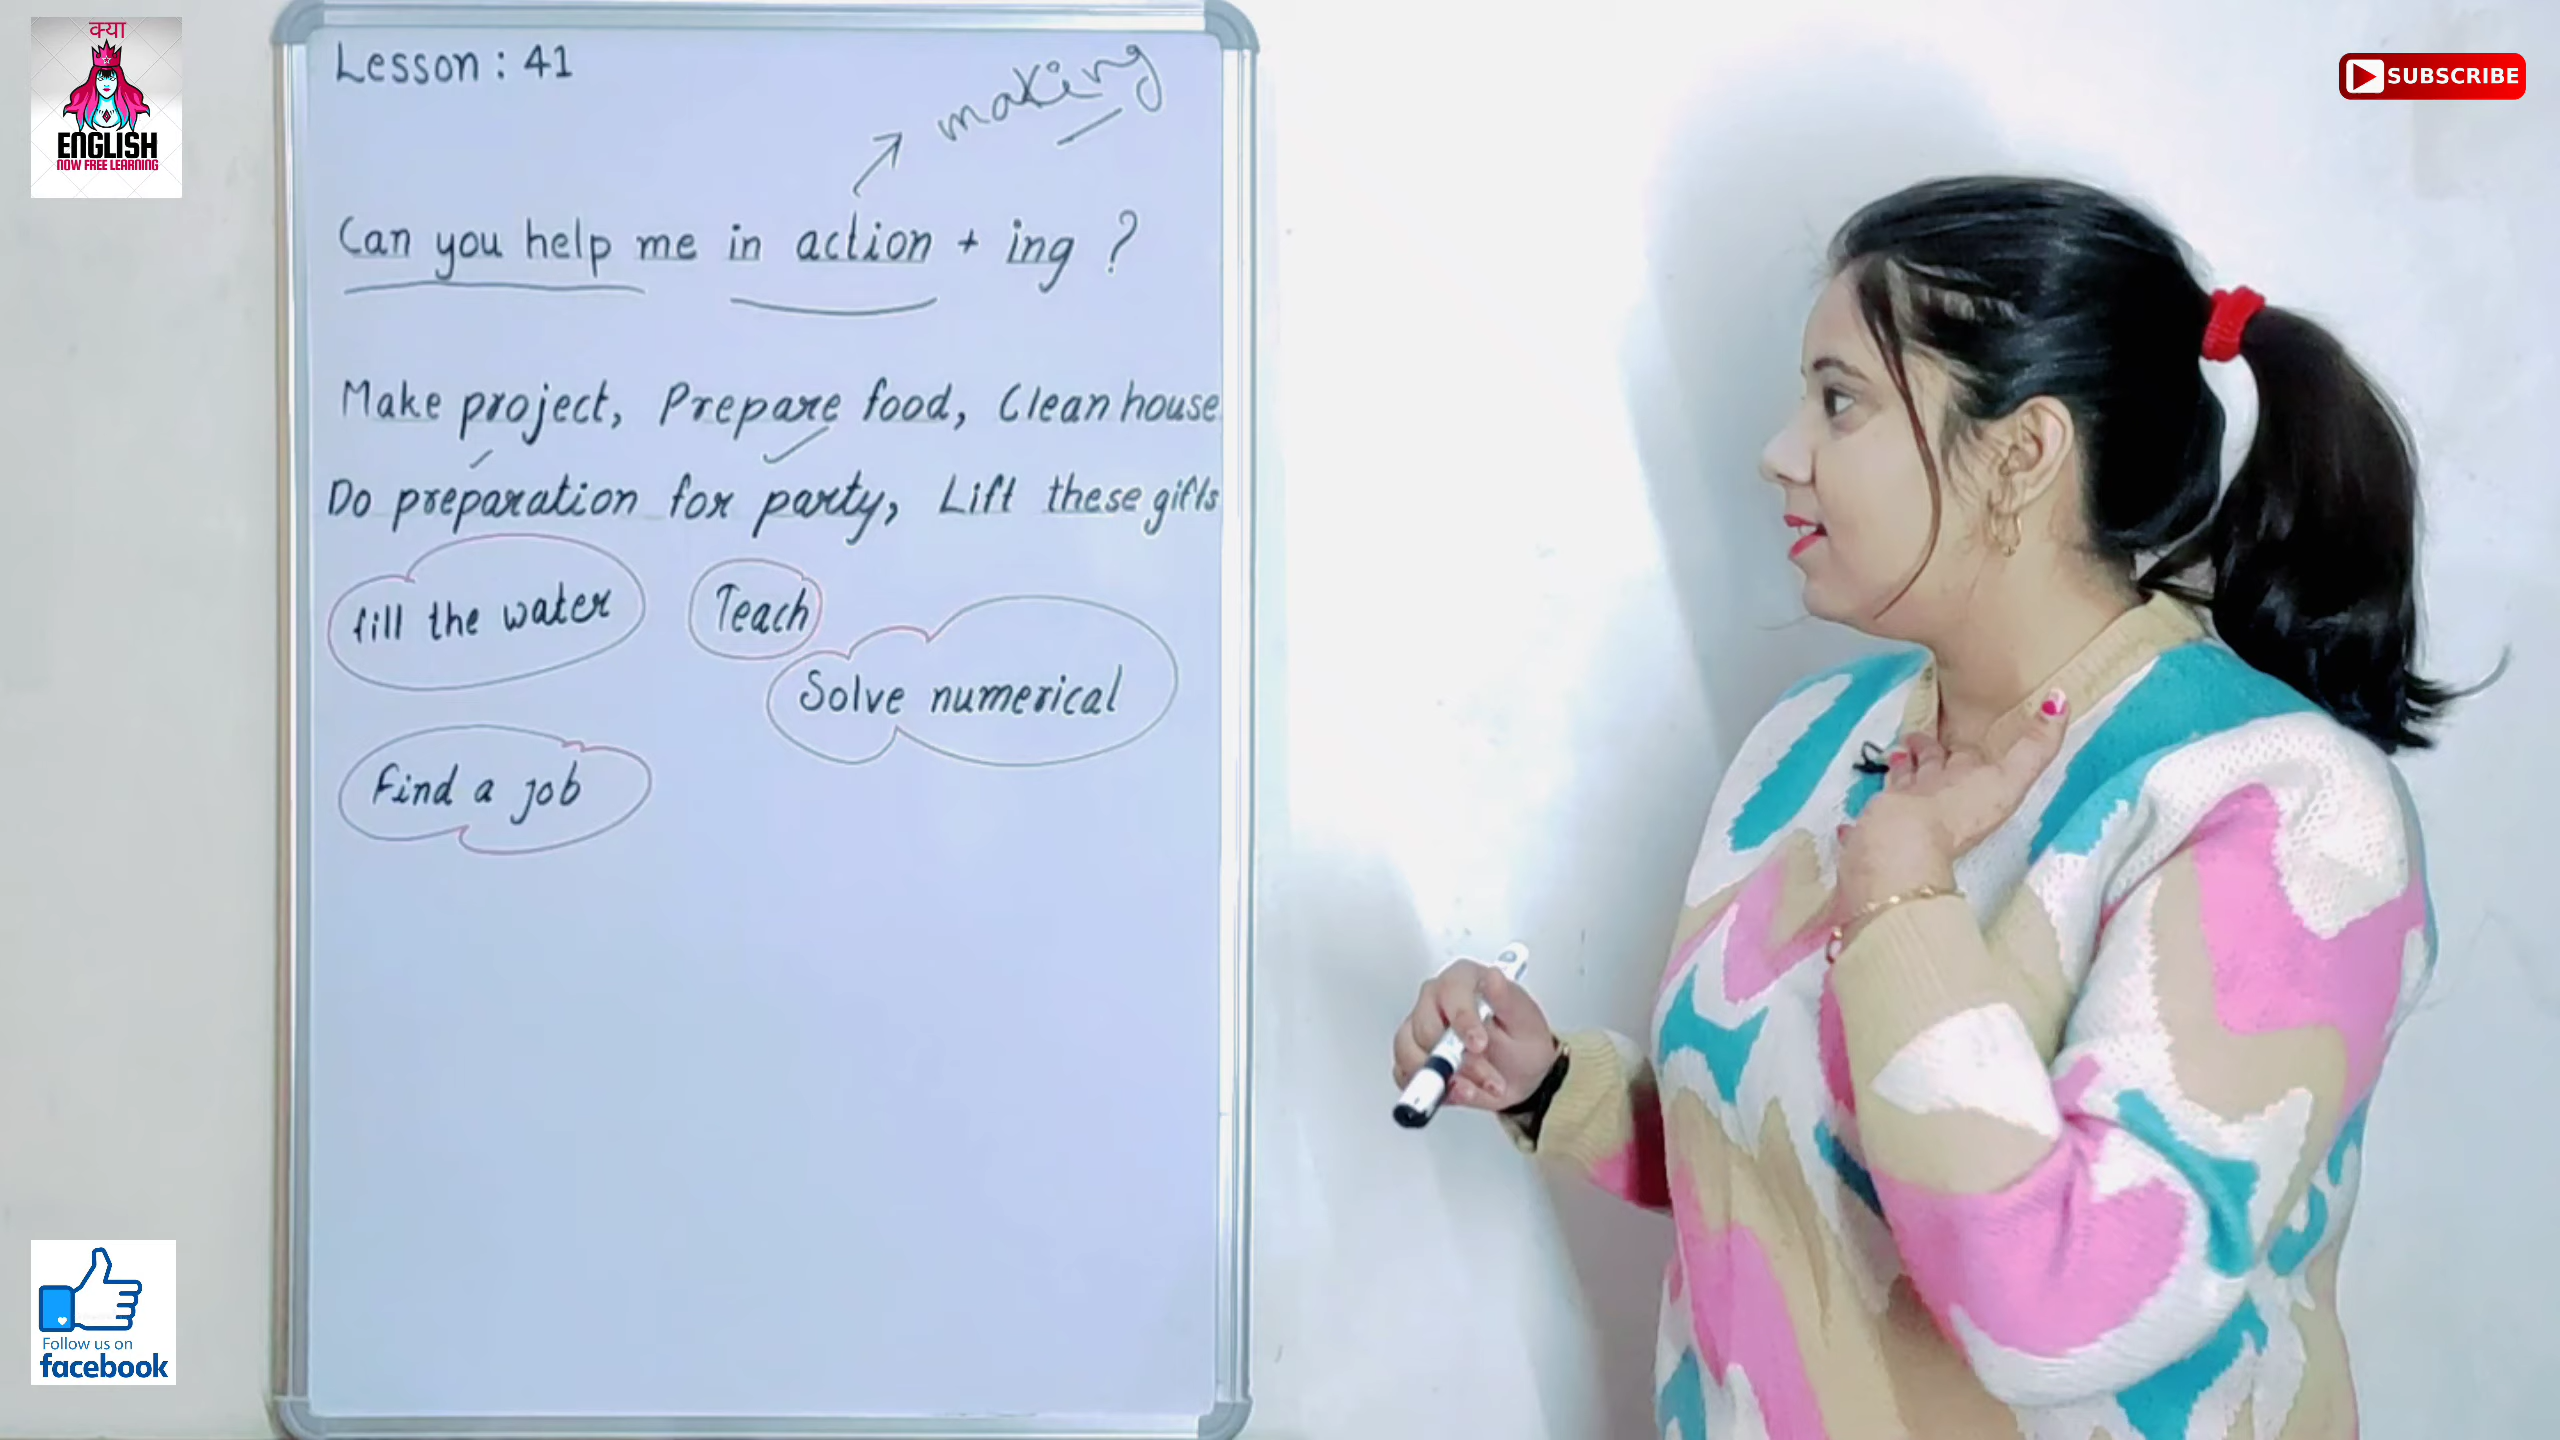 क्या
ENGLISH
NOW FREE LEARNING
SUBSCRIBE
Lesson : 41
making
Can you help me in action + ing ?
Make project, Prepare food, Clean house
Do preparation for party, Lift these gifts
fill the water
Teach
Solve numerical
Find a job
Follow us on
facebook